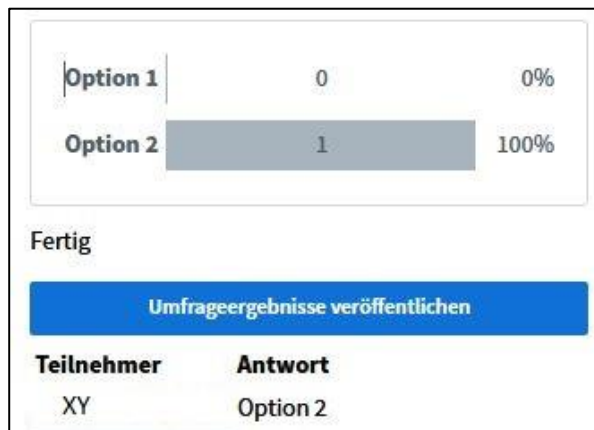 Option 1 0 0%
Option 2 1 100%
Fertig
Umfrageergebnisse veröffentlichen
Teilnehmer Antwort
XY Option 2